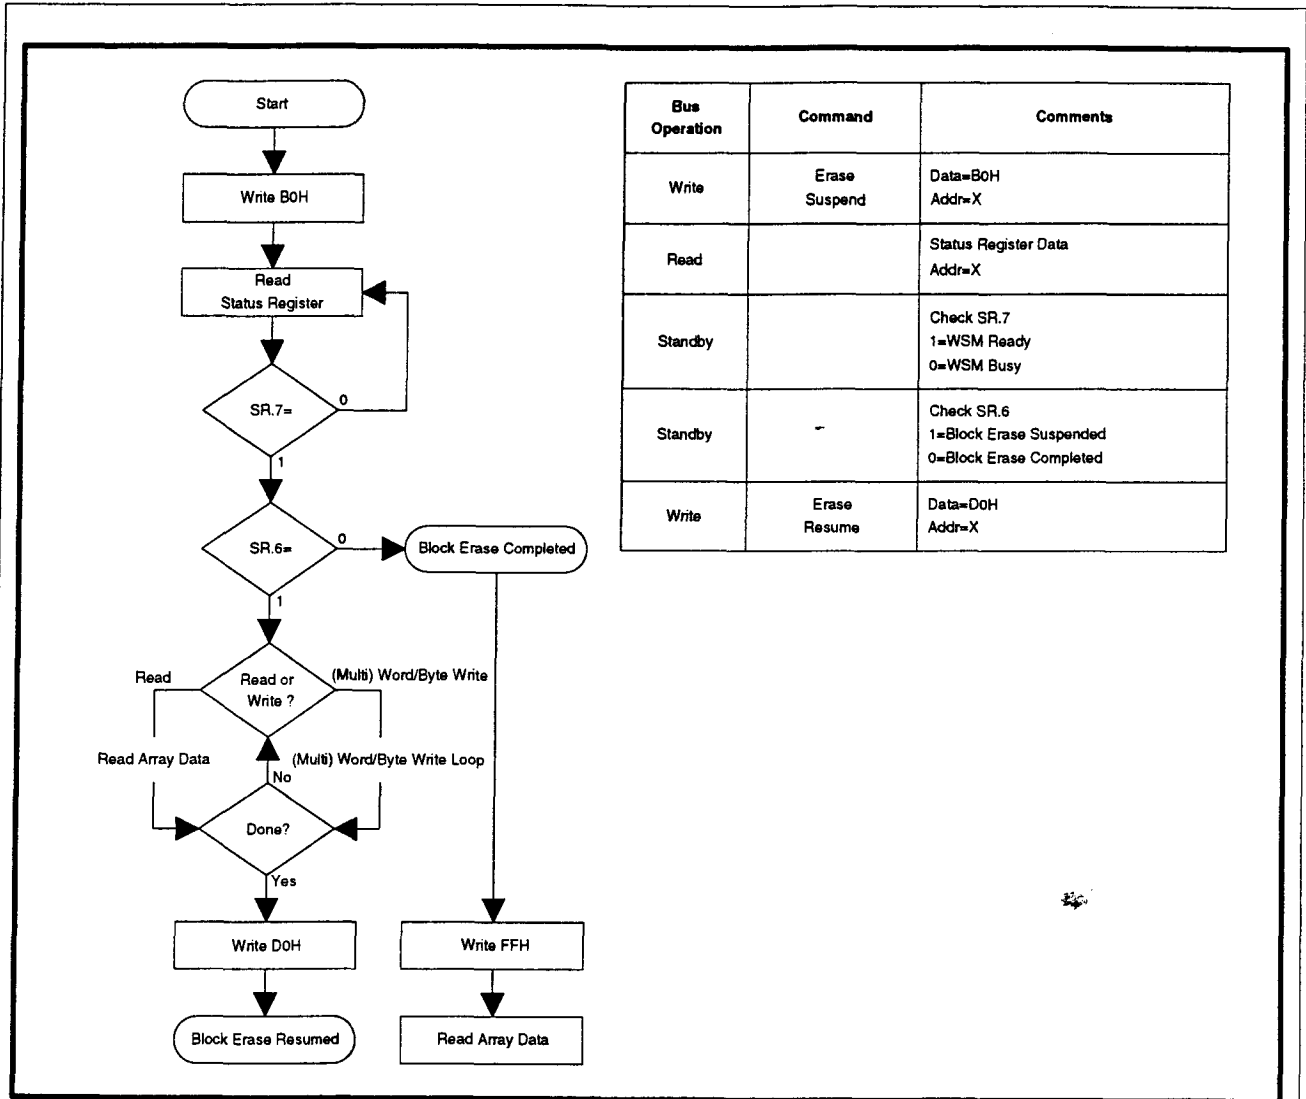 Start
Write B0H
Read
Status Register
SR.7=
0
1
SR.6=
0
Block Erase Completed
1
Read or
Write ?
Read
(Multi) Word/Byte Write
Read Array Data
(Multi) Word/Byte Write Loop
No
Done?
Yes
Write D0H
Write FFH
Block Erase Resumed
Read Array Data
Bus
Operation
Command
Comments
Write
Erase
Suspend
Data=B0H
Addr=X
Read
Status Register Data
Addr=X
Standby
Check SR.7
1=WSM Ready
0=WSM Busy
Standby
Check SR.6
1=Block Erase Suspended
0=Block Erase Completed
Write
Erase
Resume
Data=D0H
Addr=X